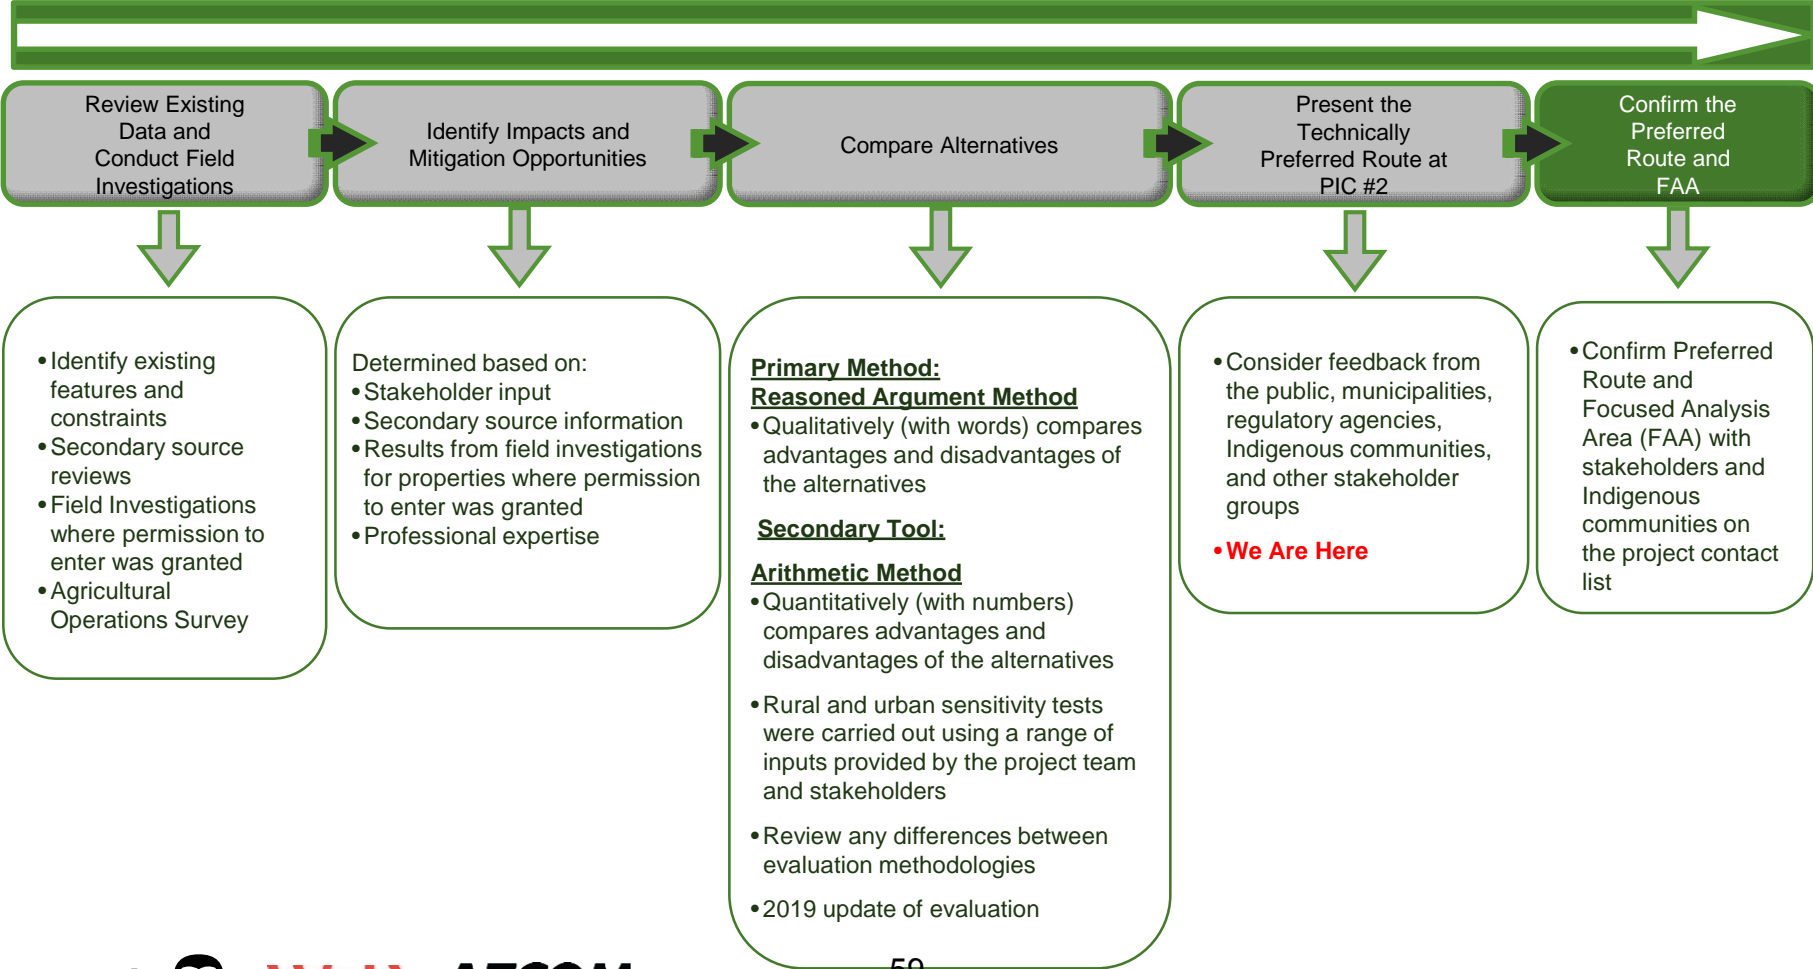 Review Existing
Data and
Conduct Field
Investigations
Identify Impacts and
Mitigation Opportunities
Compare Alternatives
Present the
Technically
Preferred Route at
PIC #2
Confirm the
Preferred
Route and
FAA
•Identify existing
features and
constraints
•Secondary source
reviews
•Field Investigations
where permission to
enter was granted
•Agricultural
Operations Survey
Determined based on:
•Stakeholder input
•Secondary source information
•Results from field investigations
for properties where permission
to enter was granted
•Professional expertise
Primary Method:
Reasoned Argument Method
•Qualitatively (with words) compares
advantages and disadvantages of
the alternatives
Secondary Tool:
Arithmetic Method
•Quantitatively (with numbers)
compares advantages and
disadvantages of the alternatives
•Rural and urban sensitivity tests
were carried out using a range of
inputs provided by the project team
and stakeholders
•Review any differences between
evaluation methodologies
•2019 update of evaluation
•Consider feedback from
the public, municipalities,
regulatory agencies,
Indigenous communities,
and other stakeholder
groups
•We Are Here
•Confirm Preferred
Route and
Focused Analysis
Area (FAA) with
stakeholders and
Indigenous
communities on
the project contact
list
AECOM
59